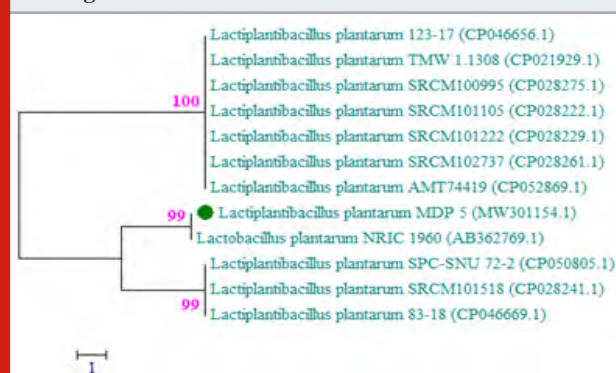 Lactiplantibacillus plantarum 123-17 (CP046656.1)
Lactiplantibacillus plantarum TMW 1.1308 (CP021929.1)
Lactiplantibacillus plantarum SRCM100995 (CP028275.1)
100
Lactiplantibacillus plantarum SRCM101105 (CP028222.1)
Lactiplantibacillus plantarum SRCM101222 (CP028229.1)
Lactiplantibacillus plantarum SRCM102737 (CP028261.1)
Lactiplantibacillus plantarum AMT74419 (CP052869.1)
99
Lactiplantibacillus plantarum MDP 5 (MW301154.1)
Lactobacillus plantarum NRIC 1960 (AB362769.1)
Lactiplantibacillus plantarum SPC-SNU 72-2 (CP050805.1)
Lactiplantibacillus plantarum SRCM101518 (CP028241.1)
99
Lactiplantibacillus plantarum 83-18 (CP046669.1)
1